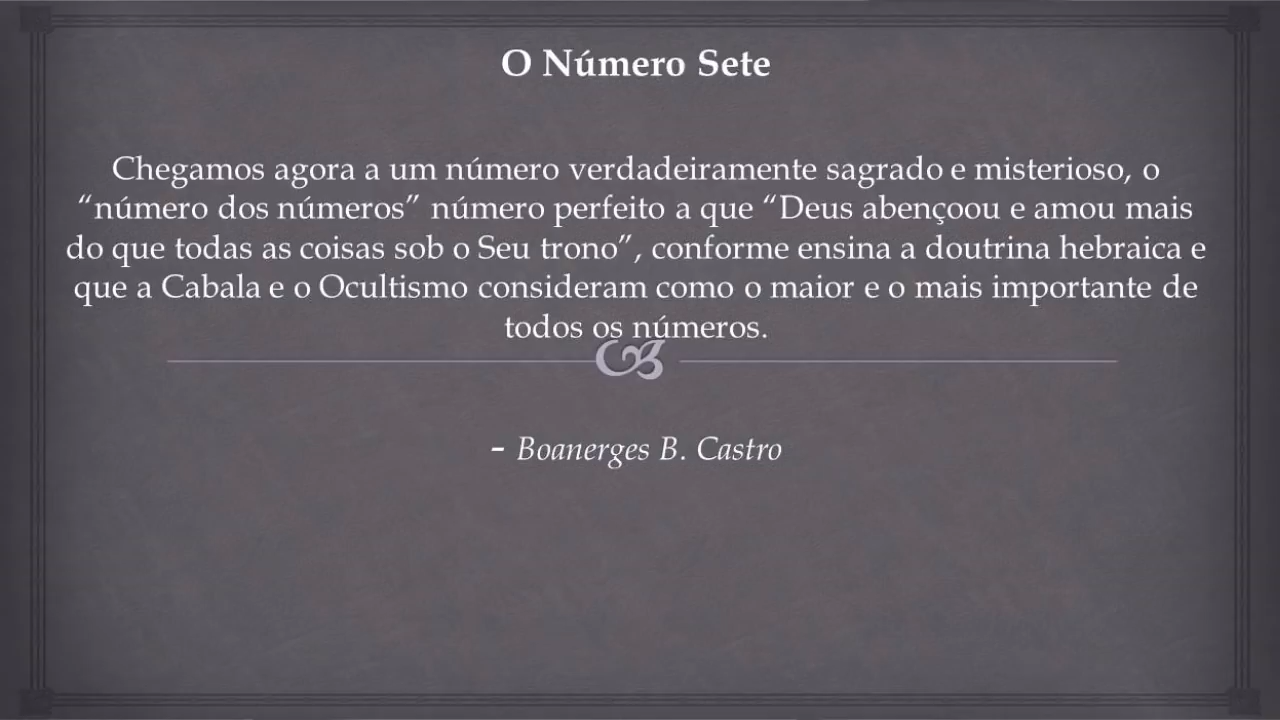 O Número Sete
Chegamos agora a um número verdadeiramente sagrado e misterioso, o
“número dos números” número perfeito a que “Deus abençoou e amou mais
do que todas as coisas sob o Seu trono”, conforme ensina a doutrina hebraica e
que a Cabala e o Ocultismo consideram como o maior e o mais importante de
todos os números.
- Boanerges B. Castro